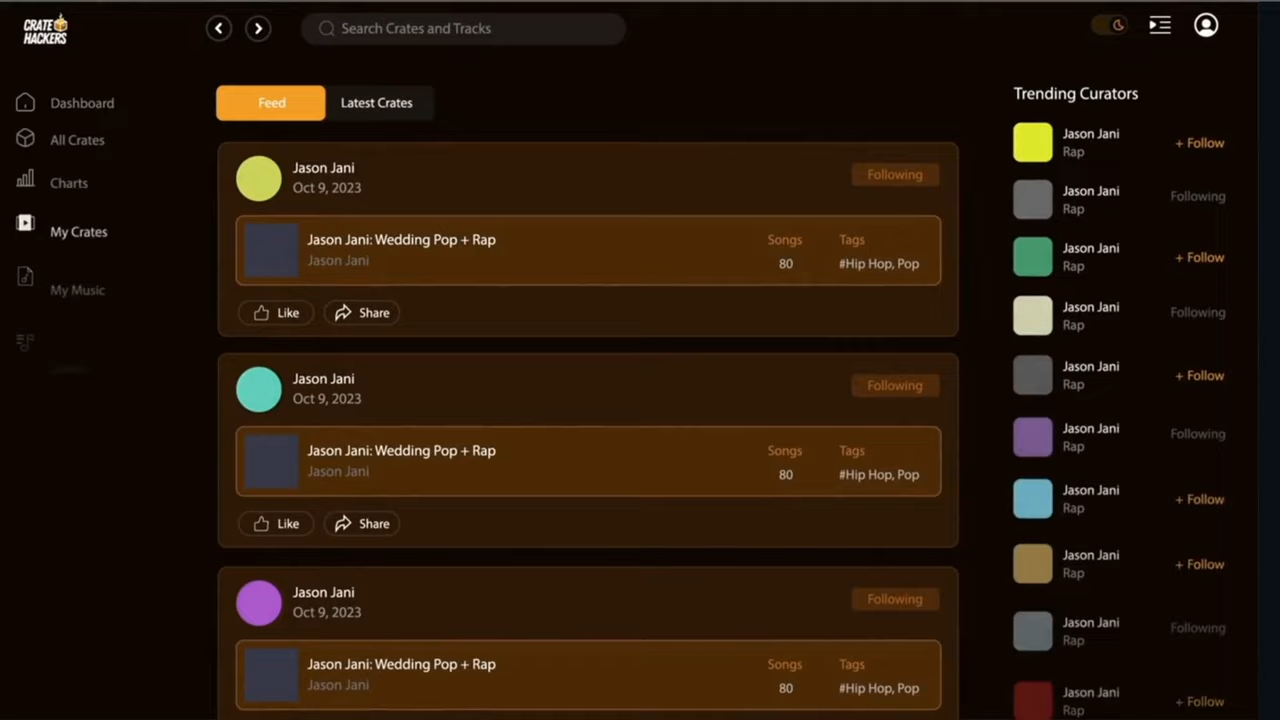 CRATE
HACKERS
Search Crates and Tracks
Dashboard
All Crates
Charts
My Crates
My Music
Feed
Latest Crates
Jason Jani
Oct 9, 2023
Following
Jason Jani: Wedding Pop + Rap
Jason Jani
Songs
80
Tags
#Hip Hop, Pop
Like
Share
Jason Jani
Oct 9, 2023
Following
Jason Jani: Wedding Pop + Rap
Jason Jani
Songs
80
Tags
#Hip Hop, Pop
Like
Share
Jason Jani
Oct 9, 2023
Following
Jason Jani: Wedding Pop + Rap
Jason Jani
Songs
80
Tags
#Hip Hop, Pop
Trending Curators
Jason Jani
Rap
+ Follow
Jason Jani
Rap
Following
Jason Jani
Rap
+ Follow
Jason Jani
Rap
Following
Jason Jani
Rap
+ Follow
Jason Jani
Rap
Following
Jason Jani
Rap
+ Follow
Jason Jani
Rap
+ Follow
Jason Jani
Rap
Following
Jason Jani
Rap
+ Follow